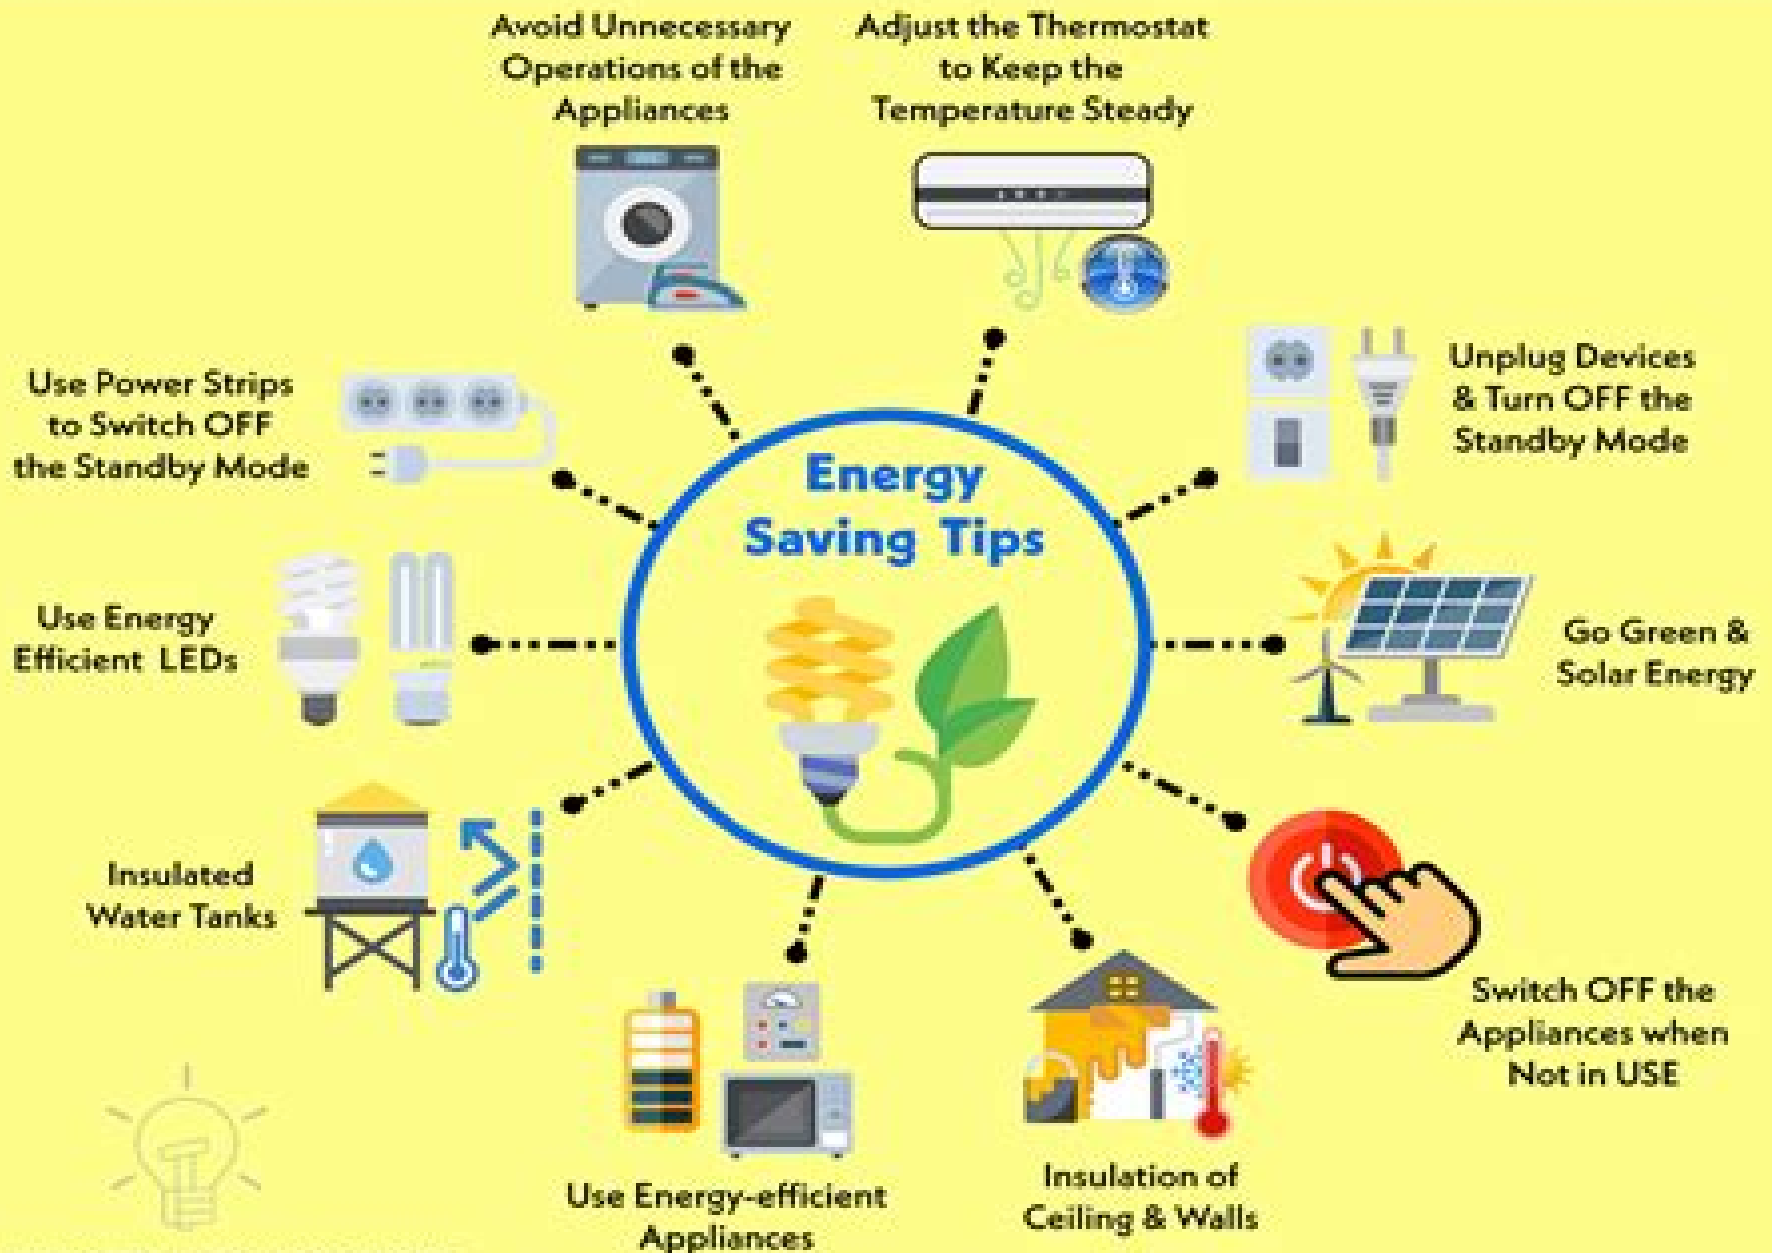 Avoid Unnecessary
Operations of the
Appliances
Adjust the Thermostat
to Keep the
Temperature Steady
Use Power Strips
to Switch OFF
the Standby Mode
Unplug Devices
& Turn OFF the
Standby Mode
Energy
Saving Tips
Use Energy
Efficient LEDs
Go Green &
Solar Energy
Insulated
Water Tanks
Switch OFF the
Appliances when
Not in USE
Use Energy-efficient
Appliances
Insulation of
Ceiling & Walls